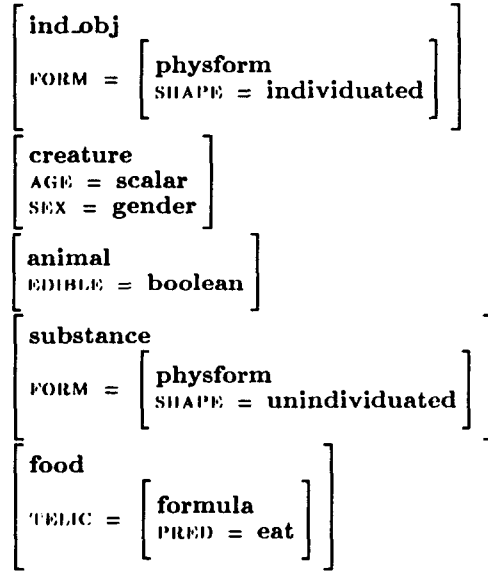 ind_obj
FORM = physform
SHAPE = individuated
creature
AGE = scalar
SEX = gender
animal
EDIBLE = boolean
substance
FORM = physform
SHAPE = unindividuated
food
TELIC = formula
PRED = eat